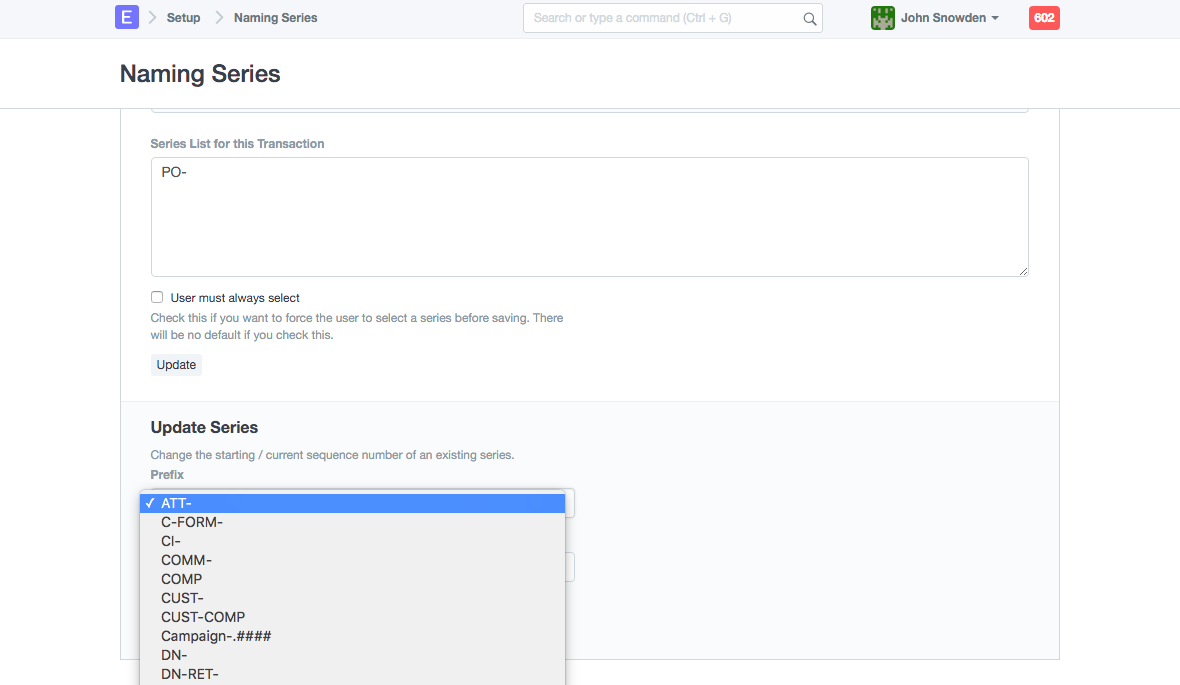 E Setup Naming Series Search or type a command (Ctrl + G) John Snowden 602
Naming Series
Series List for this Transaction
PO-
User must always select
Check this if you want to force the user to select a series before saving. There
will be no default if you check this.
Update
Update Series
Change the starting / current sequence number of an existing series.
Prefix
✓ ATT-
C-FORM-
CI-
COMM-
COMP
CUST-
CUST-COMP
Campaign-.####
DN-
DN-RET-